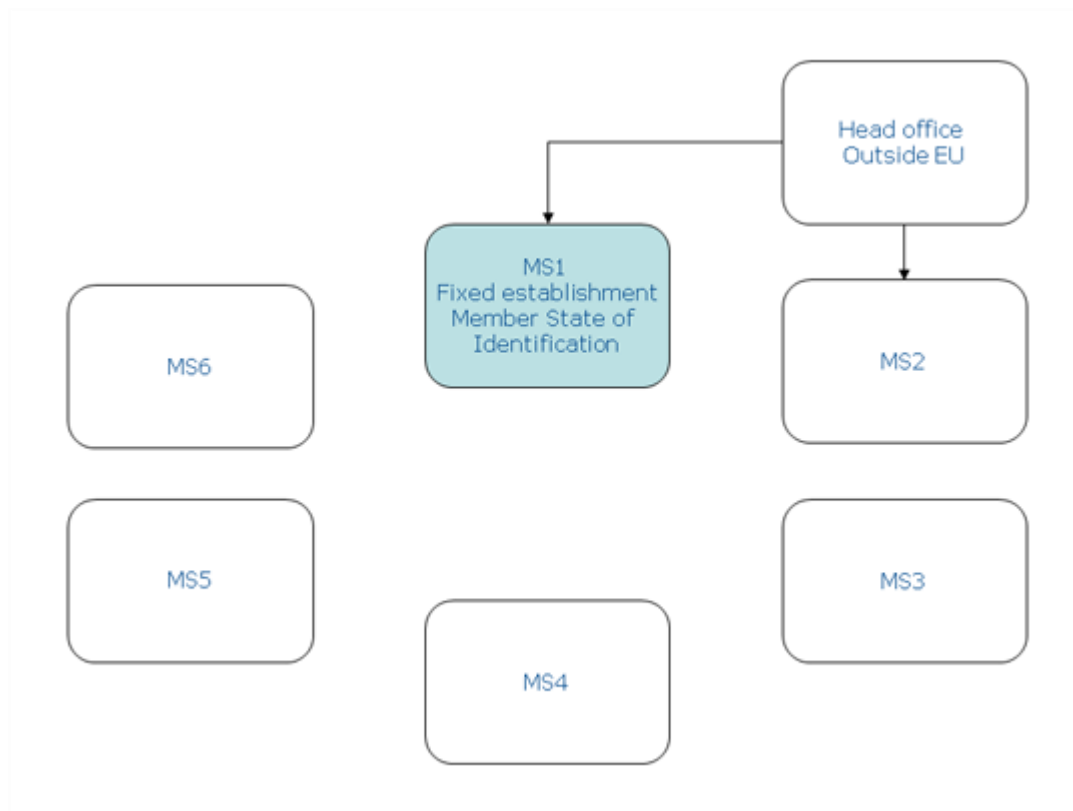 Head office
Outside EU
MS1
Fixed establishment
Member State of
Identification
MS6
MS2
MS5
MS3
MS4